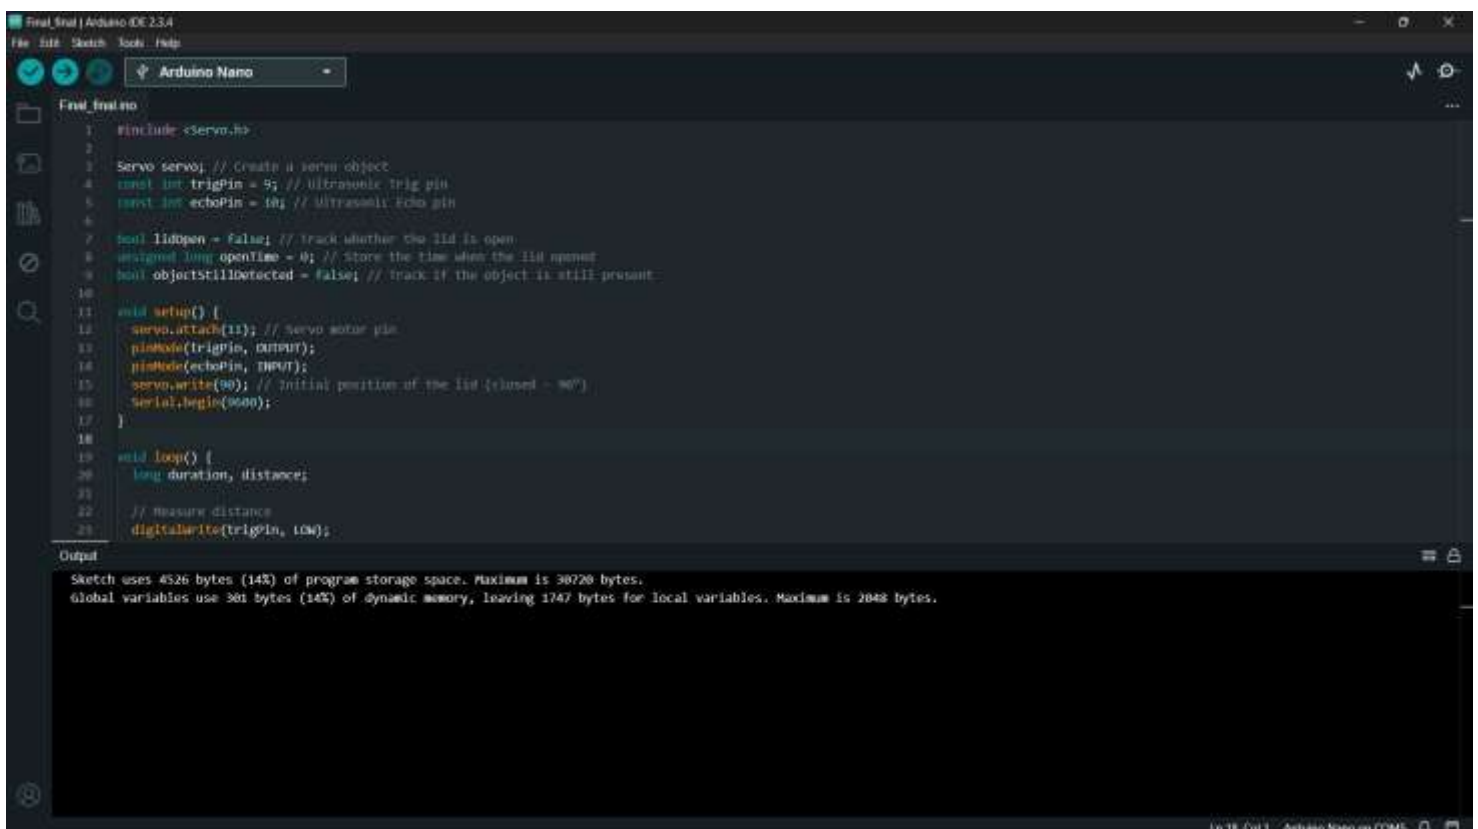 Final_final | Arduino IDE 2.3.4
File Edit Sketch Tools Help
Arduino Nano
Final_final.ino
1 #include <Servo.h>
2
3 Servo servo; // Create a servo object
4 const int trigPin = 9; // Ultrasonic Trig pin
5 const int echoPin = 10; // Ultrasonic Echo pin
6
7 bool lidOpen = false; // Track whether the lid is open
8 unsigned long openTime = 0; // Store the time when the lid opened
9 bool objectStillDetected = false; // Track if the object is still present
10
11 void setup() {
12 servo.attach(11); // Servo motor pin
13 pinMode(trigPin, OUTPUT);
14 pinMode(echoPin, INPUT);
15 servo.write(90); // Initial position of the lid (closed - 90°)
16 Serial.begin(9600);
17 }
18
19 void loop() {
20 long duration, distance;
21
22 // Measure distance
23 digitalWrite(trigPin, LOW);
Output
Sketch uses 4526 bytes (14%) of program storage space. Maximum is 30720 bytes.
Global variables use 301 bytes (14%) of dynamic memory, leaving 1747 bytes for local variables. Maximum is 2048 bytes.
Arduino Nano on COM5